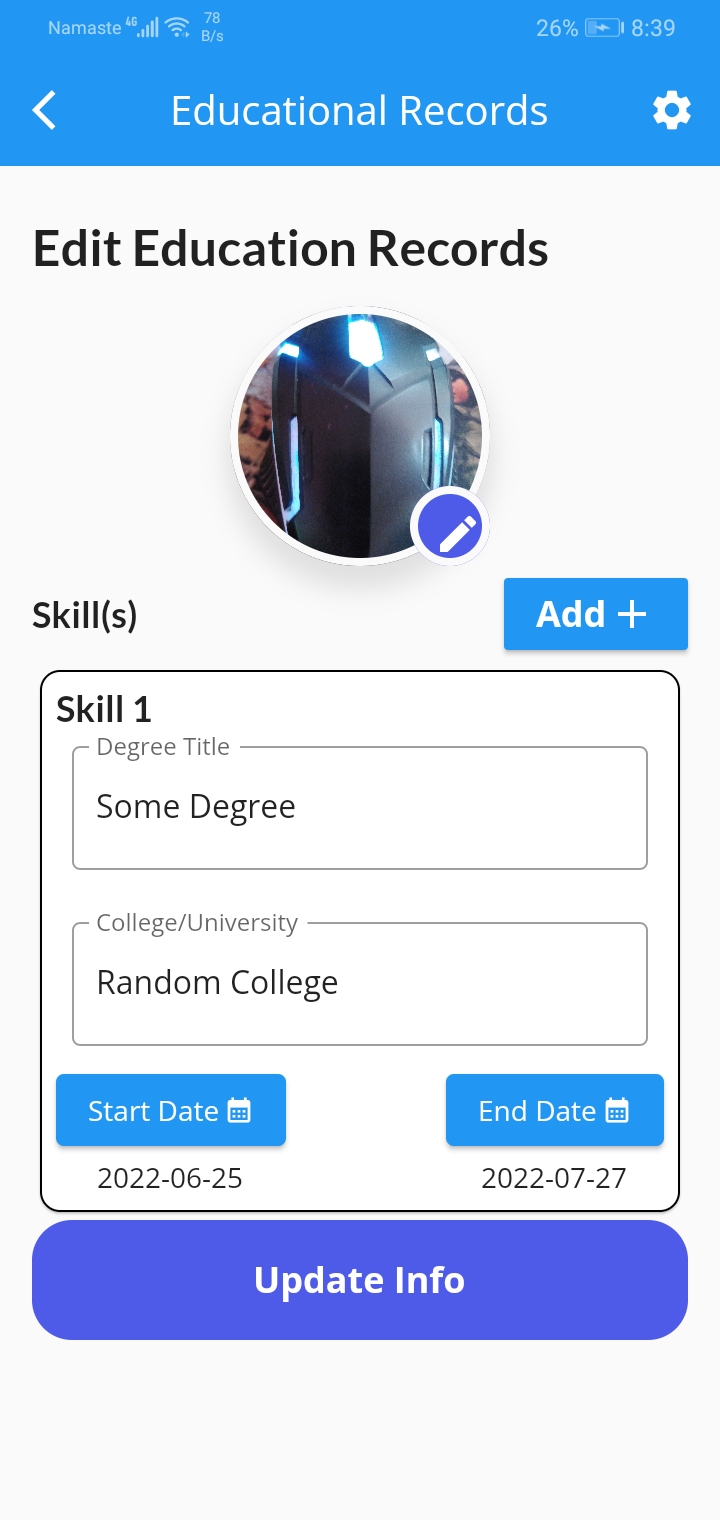 Namaste 4G 78 B/s 26% 8:39
Educational Records
Edit Education Records
Skill(s)
Add +
Skill 1
Degree Title
Some Degree
College/University
Random College
Start Date End Date
2022-06-25 2022-07-27
Update Info